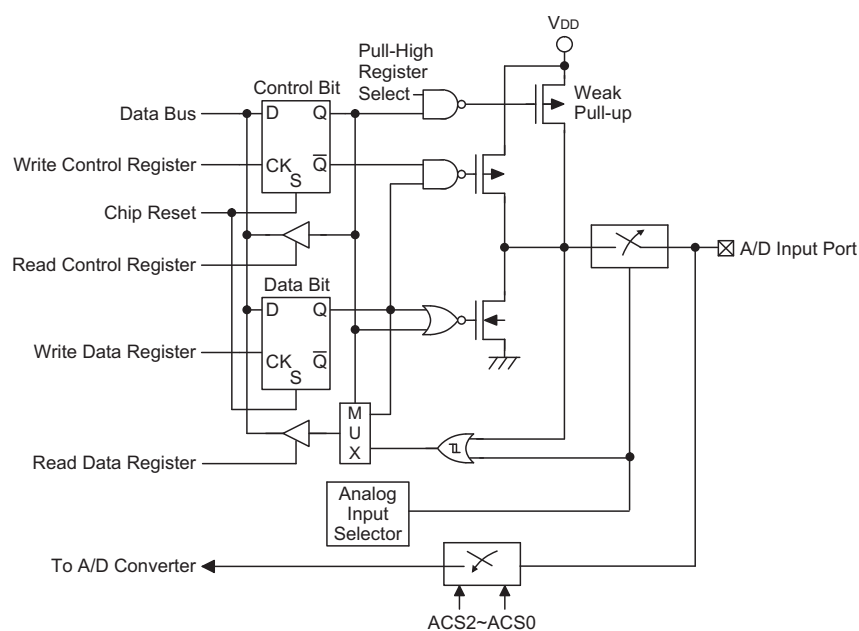 VDD
Pull-High
Register
Select
Control Bit
Weak
Pull-up
Data Bus
D
Q
Write Control Register
CK
Q
S
Chip Reset
A/D Input Port
Read Control Register
Data Bit
D
Q
Write Data Register
CK
Q
S
M
U
X
Read Data Register
Analog
Input
Selector
To A/D Converter
ACS2~ACS0